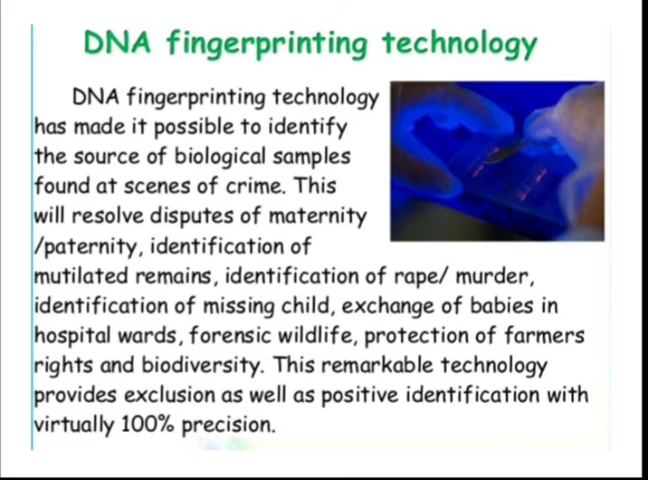 DNA fingerprinting technology
DNA fingerprinting technology
has made it possible to identify
the source of biological samples
found at scenes of crime. This
will resolve disputes of maternity
/paternity, identification of
mutilated remains, identification of rape/ murder,
identification of missing child, exchange of babies in
hospital wards, forensic wildlife, protection of farmers
rights and biodiversity. This remarkable technology
provides exclusion as well as positive identification with
virtually 100% precision.